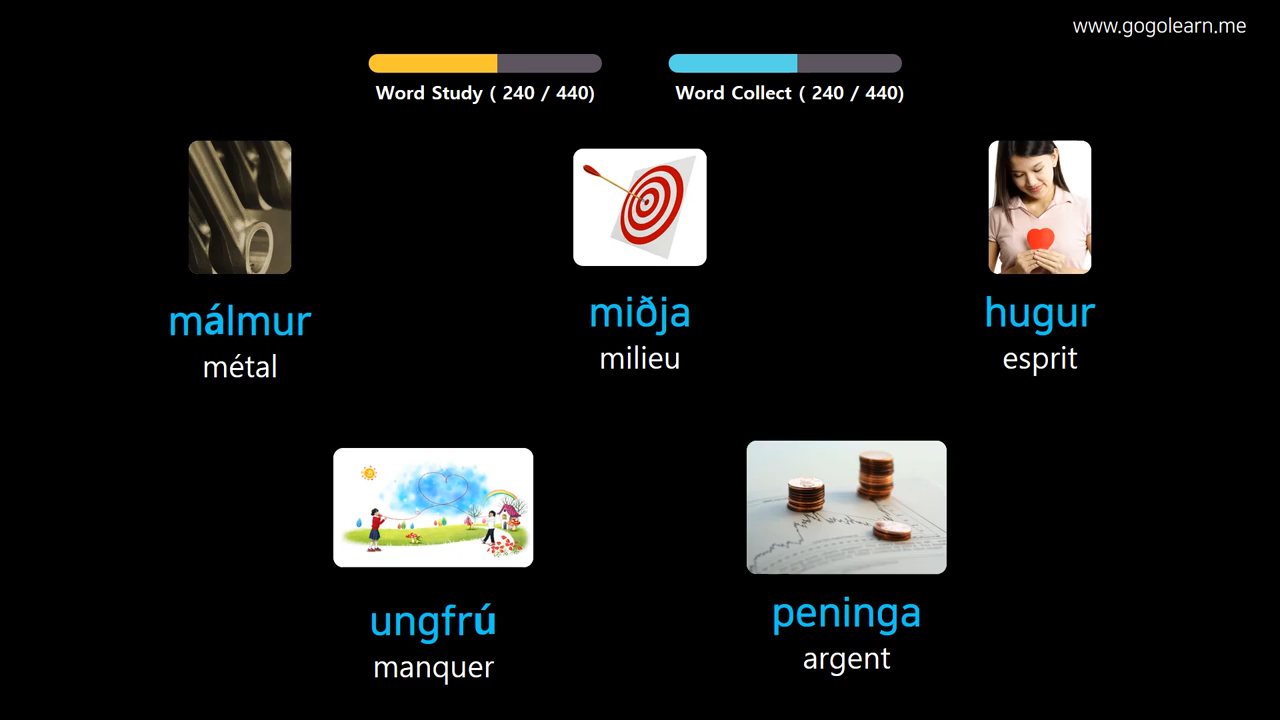 www.gogolearn.me
Word Study ( 240 / 440)
Word Collect ( 240 / 440)
málmur
métal
miðja
milieu
hugur
esprit
ungfrú
manquer
peninga
argent